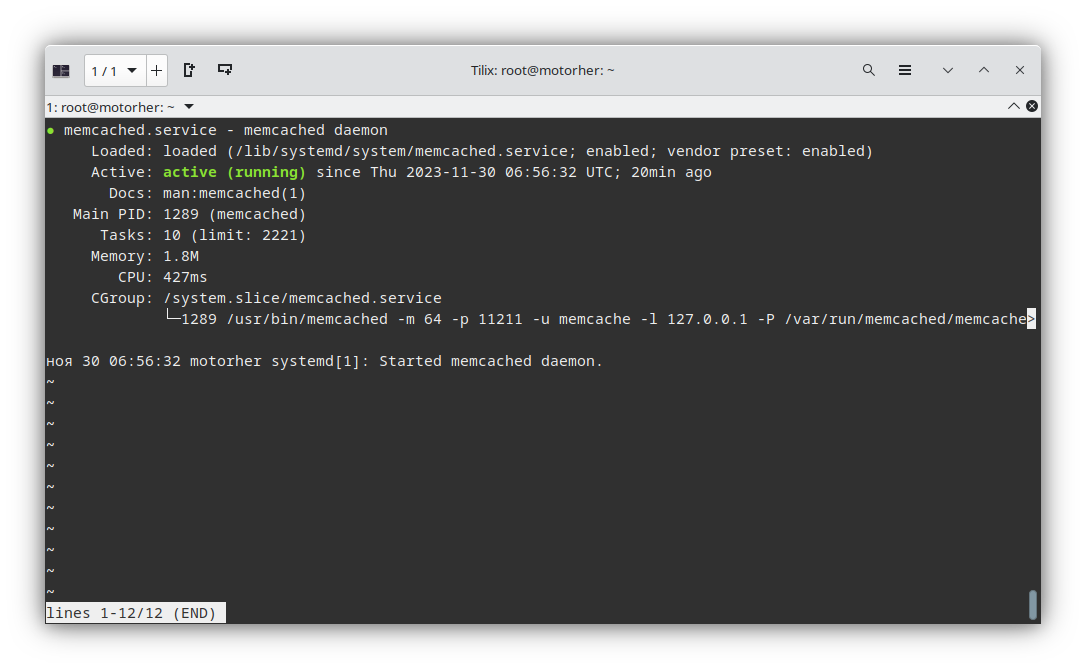 1 / 1
Tilix: root@motorher: ~
1: root@motorher: ~
● memcached.service - memcached daemon
Loaded: loaded (/lib/systemd/system/memcached.service; enabled; vendor preset: enabled)
Active: active (running) since Thu 2023-11-30 06:56:32 UTC; 20min ago
Docs: man:memcached(1)
Main PID: 1289 (memcached)
Tasks: 10 (limit: 2221)
Memory: 1.8M
CPU: 427ms
CGroup: /system.slice/memcached.service
└─1289 /usr/bin/memcached -m 64 -p 11211 -u memcache -l 127.0.0.1 -P /var/run/memcached/memcache>
ноя 30 06:56:32 motorher systemd[1]: Started memcached daemon.
~
~
~
~
~
~
~
~
~
~
~
lines 1-12/12 (END)